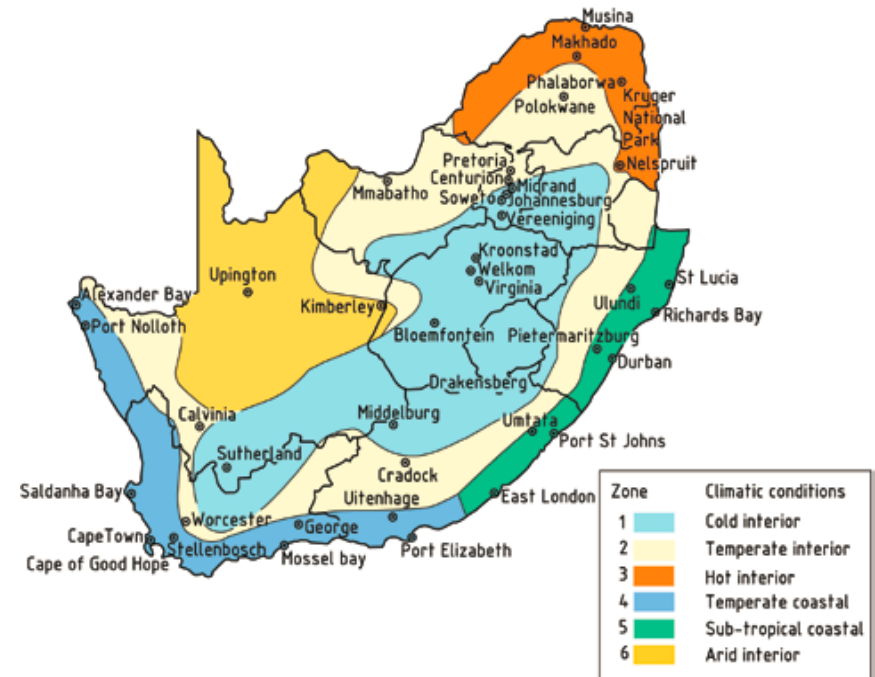 Musina
Makhado
Phalaborwa
Kruger
National
Park
Polokwane
Nelspruit
Pretoria
Centurion
Midrand
Soweto
Johannesburg
Vereeniging
Mmabatho
Kroonstad
Welkom
Virginia
Upington
Kimberley
Bloemfontein
Alexander Bay
Port Nolloth
St Lucia
Ulundi
Richards Bay
Pietermaritzburg
Durban
Drakensberg
Calvinia
Middelburg
Umtata
Port St Johns
Sutherland
Cradock
Saldanha Bay
Uitenhage
East London
Worcester
George
CapeTown
Stellenbosch
Mossel bay
Port Elizabeth
Cape of Good Hope
Zone Climatic conditions
1 Cold interior
2 Temperate interior
3 Hot interior
4 Temperate coastal
5 Sub-tropical coastal
6 Arid interior